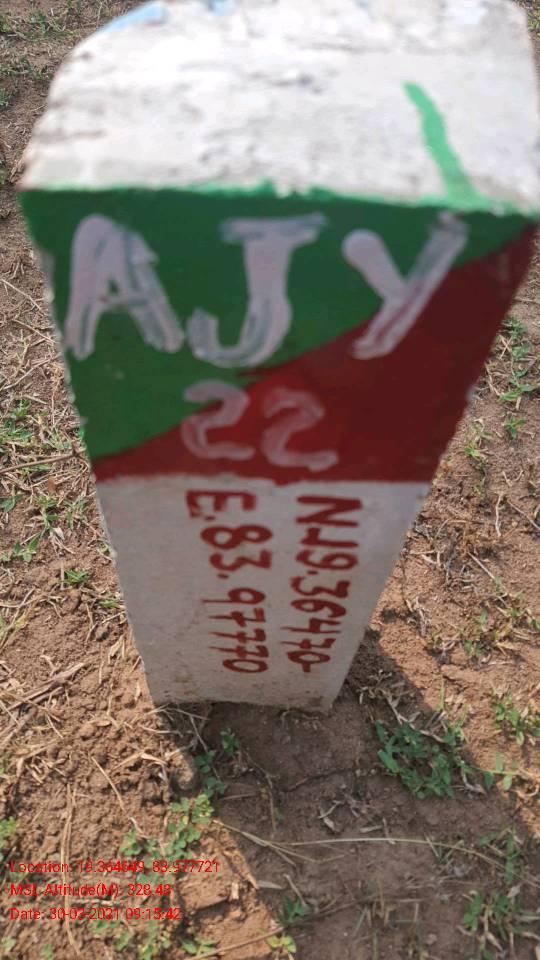 AJY
22
N.19.36470
E.83.97770
Location: 19.364649, 83.977721
MSL Altitude(M): 328.48
Date: 30-03-2021 09:15:42